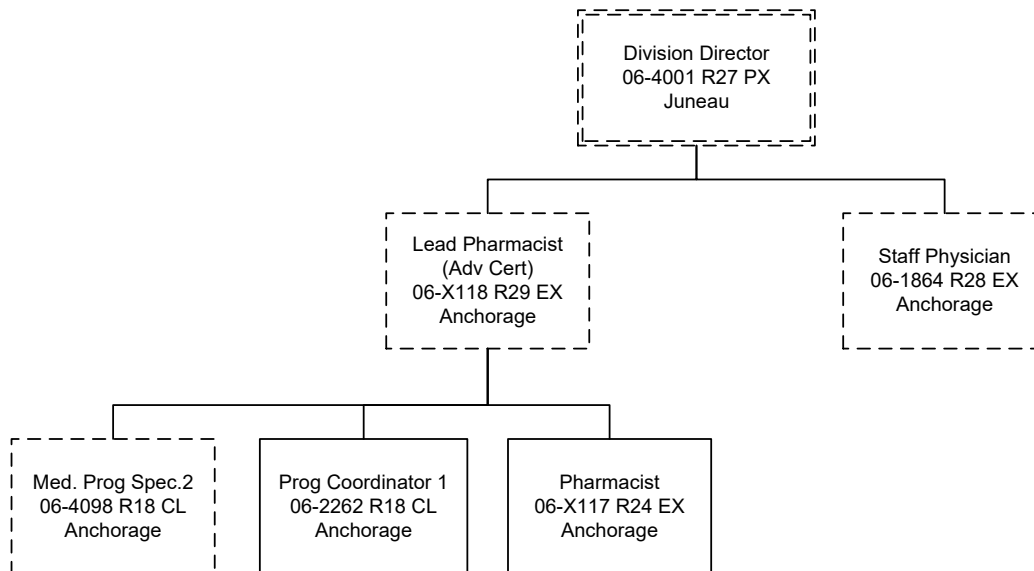 Division Director
06-4001 R27 PX
Juneau
Lead Pharmacist
(Adv Cert)
06-X118 R29 EX
Anchorage
Staff Physician
06-1864 R28 EX
Anchorage
Med. Prog Spec.2
06-4098 R18 CL
Anchorage
Prog Coordinator 1
06-2262 R18 CL
Anchorage
Pharmacist
06-X117 R24 EX
Anchorage